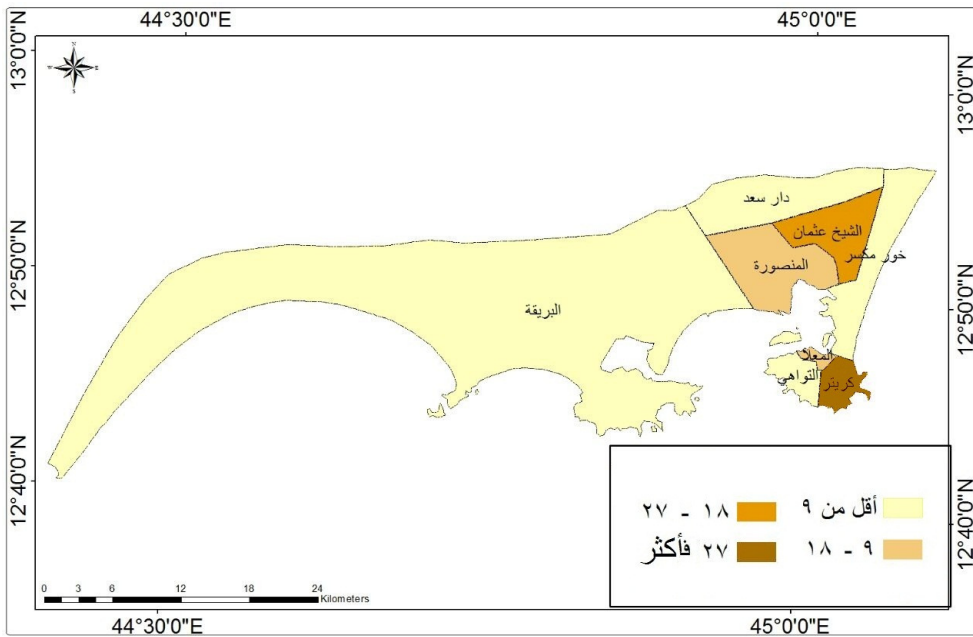 44°30'0"E
45°0'0"E
13°0'0"N
13°0'0"N
دار سعد
الشيخ عثمان
خور مكسر
المنصورة
12°50'0"N
12°50'0"N
البريقة
المعلا
التواهي
كريتر
12°40'0"N
12°40'0"N
أقل من ٩
١٨ - ٢٧
٩ - ١٨
٢٧ فأكثر
0 3 6 12 18 24
Kilometers
44°30'0"E
45°0'0"E